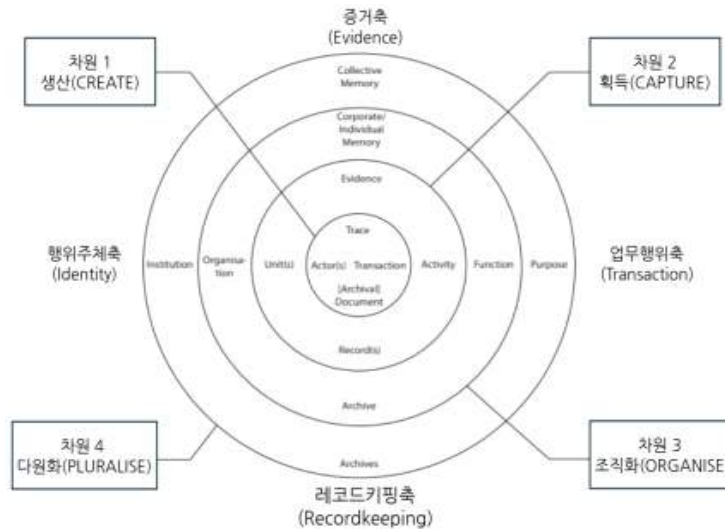 증거축
(Evidence)
차원 1
생산(CREATE)
차원 2
획득(CAPTURE)
Collective
Memory
Corporate/
Individual
Memory
Evidence
Trace
행위주체축
(Identity)
Institution
Organisa-
tion
Unit(s)
Actor(s)
Transaction
Activity
Function
Purpose
업무행위축
(Transaction)
[Archival]
Document
Record(s)
Archive
Archives
차원 4
다원화(PLURALISE)
차원 3
조직화(ORGANISE
레코드키핑축
(Recordkeeping)